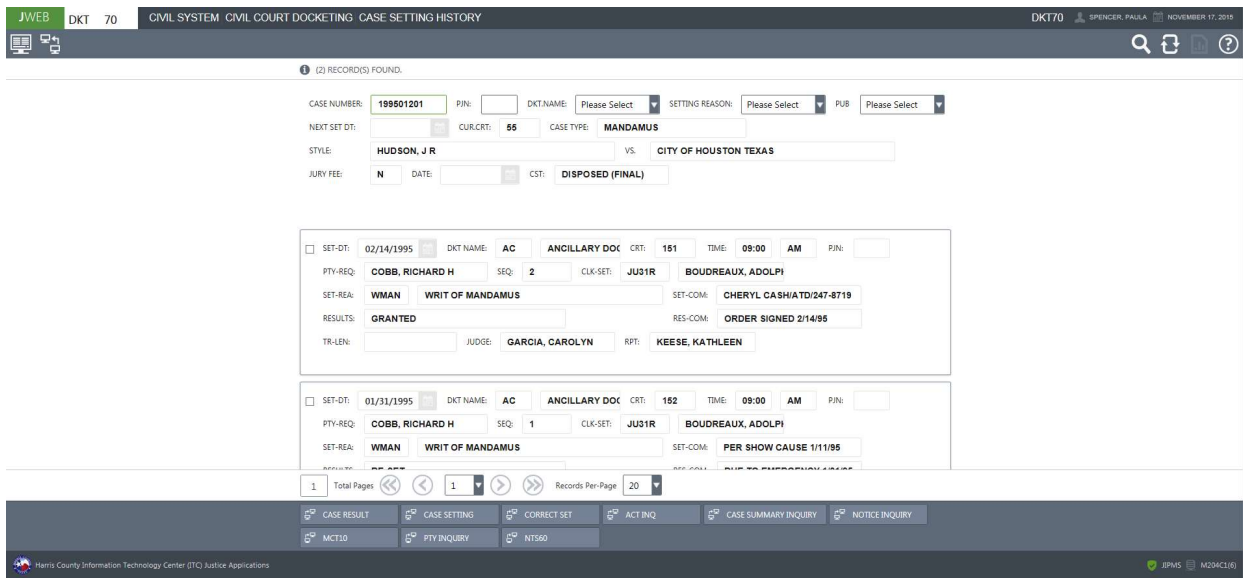 JWEB DKT 70 CIVIL SYSTEM CIVIL COURT DOCKETING CASE SETTING HISTORY DKT70 SPENCER, PAULA NOVEMBER 17, 2015
(2) RECORD(S) FOUND.
CASE NUMBER: 199501201 PJN: DKT.NAME: Please Select SETTING REASON: Please Select PUB Please Select
NEXT SET DT: CUR.CRT: 55 CASE TYPE: MANDAMUS
STYLE: HUDSON, J R VS. CITY OF HOUSTON TEXAS
JURY FEE: N DATE: CST: DISPOSED (FINAL)
SET-DT: 02/14/1995 DKT NAME: AC ANCILLARY DOC CRT: 151 TIME: 09:00 AM PJN:
PTY-REQ: COBB, RICHARD H SEQ: 2 CLK-SET: JU31R BOUDREAUX, ADOLPH
SET-REA: WMAN WRIT OF MANDAMUS SET-COM: CHERYL CASH/ATD/247-8719
RESULTS: GRANTED RES-COM: ORDER SIGNED 2/14/95
TR-LEN: JUDGE: GARCIA, CAROLYN RPT: KEESE, KATHLEEN
SET-DT: 01/31/1995 DKT NAME: AC ANCILLARY DOC CRT: 152 TIME: 09:00 AM PJN:
PTY-REQ: COBB, RICHARD H SEQ: 1 CLK-SET: JU31R BOUDREAUX, ADOLPH
SET-REA: WMAN WRIT OF MANDAMUS SET-COM: PER SHOW CAUSE 1/11/95
1 Total Pages 1 Records Per-Page 20
CASE RESULT CASE SETTING CORRECT SET ACT INQ CASE SUMMARY INQUIRY NOTICE INQUIRY
MCT10 PTY INQUIRY NTS60
Harris County Information Technology Center (ITC) Justice Applications JIPMS M204C1(6)